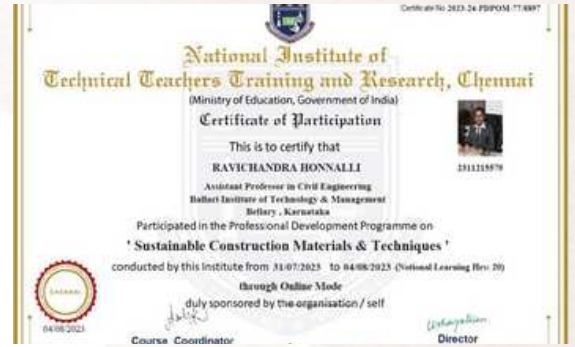 Certificate No 2023-24-PDPOM-77/8897
National Institute of
Technical Teachers Training and Research, Chennai
(Ministry of Education, Government of India)
Certificate of Participation
This is to certify that
RAVICHANDRA HONNALLI
2311215579
Assistant Professor in Civil Engineering
Ballari Institute of Technology & Management
Bellary , Karnataka
Participated in the Professional Development Programme on
' Sustainable Construction Materials & Techniques '
conducted by this Institute from 31/07/2023 to 04/08/2023 (Notional Learning Hrs: 20)
through Online Mode
duly sponsored by the organisation / self
CHENNAI
04/08/2023
Course Coordinator
Director